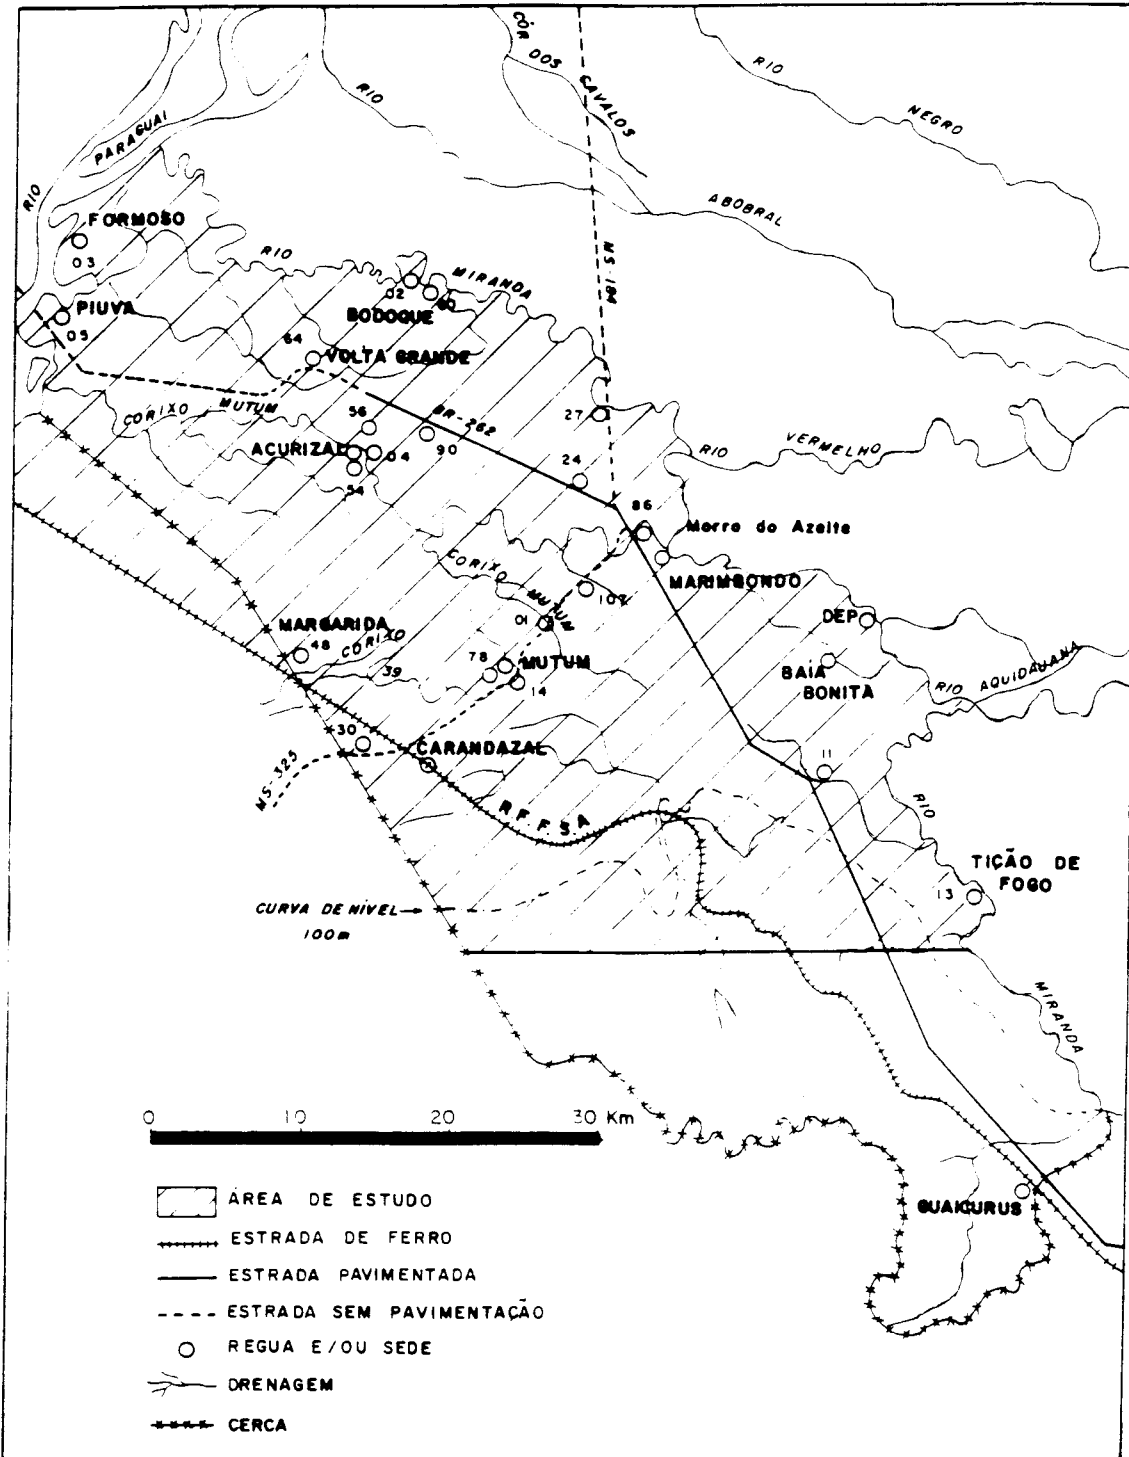 CÓR
DOS
CAVALOS
RIO
NEGRO
RIO
PARAGUAI
RIO
ABOBRAL
FORMOSO
03
RIO
MIRANDA
MS-184
02
BODOQUE
PIUVA
05
64
VOLTA GRANDE
CORIXO
MUTUM
56
BR-262
27
ACURIZAL
04
90
54
24
RIO
VERMELHO
86
Morro do Azeite
MARIMBONDO
CORIXO
MUTUM
107
01
DEP
MARGARIDA
48
CORIXO
39
78
MUTUM
14
BAÍA
BONITA
RIO
AQUIDAUANA
30
CARANDAZAL
MS-325
11
R.F.F.S.A
RIO
TIÇÃO DE
FOGO
13
CURVA DE NÍVEL
100m
MIRANDA
0
10
20
30 Km
GUAICURUS
ÁREA DE ESTUDO
ESTRADA DE FERRO
ESTRADA PAVIMENTADA
ESTRADA SEM PAVIMENTAÇÃO
REGUA E/OU SEDE
DRENAGEM
CERCA